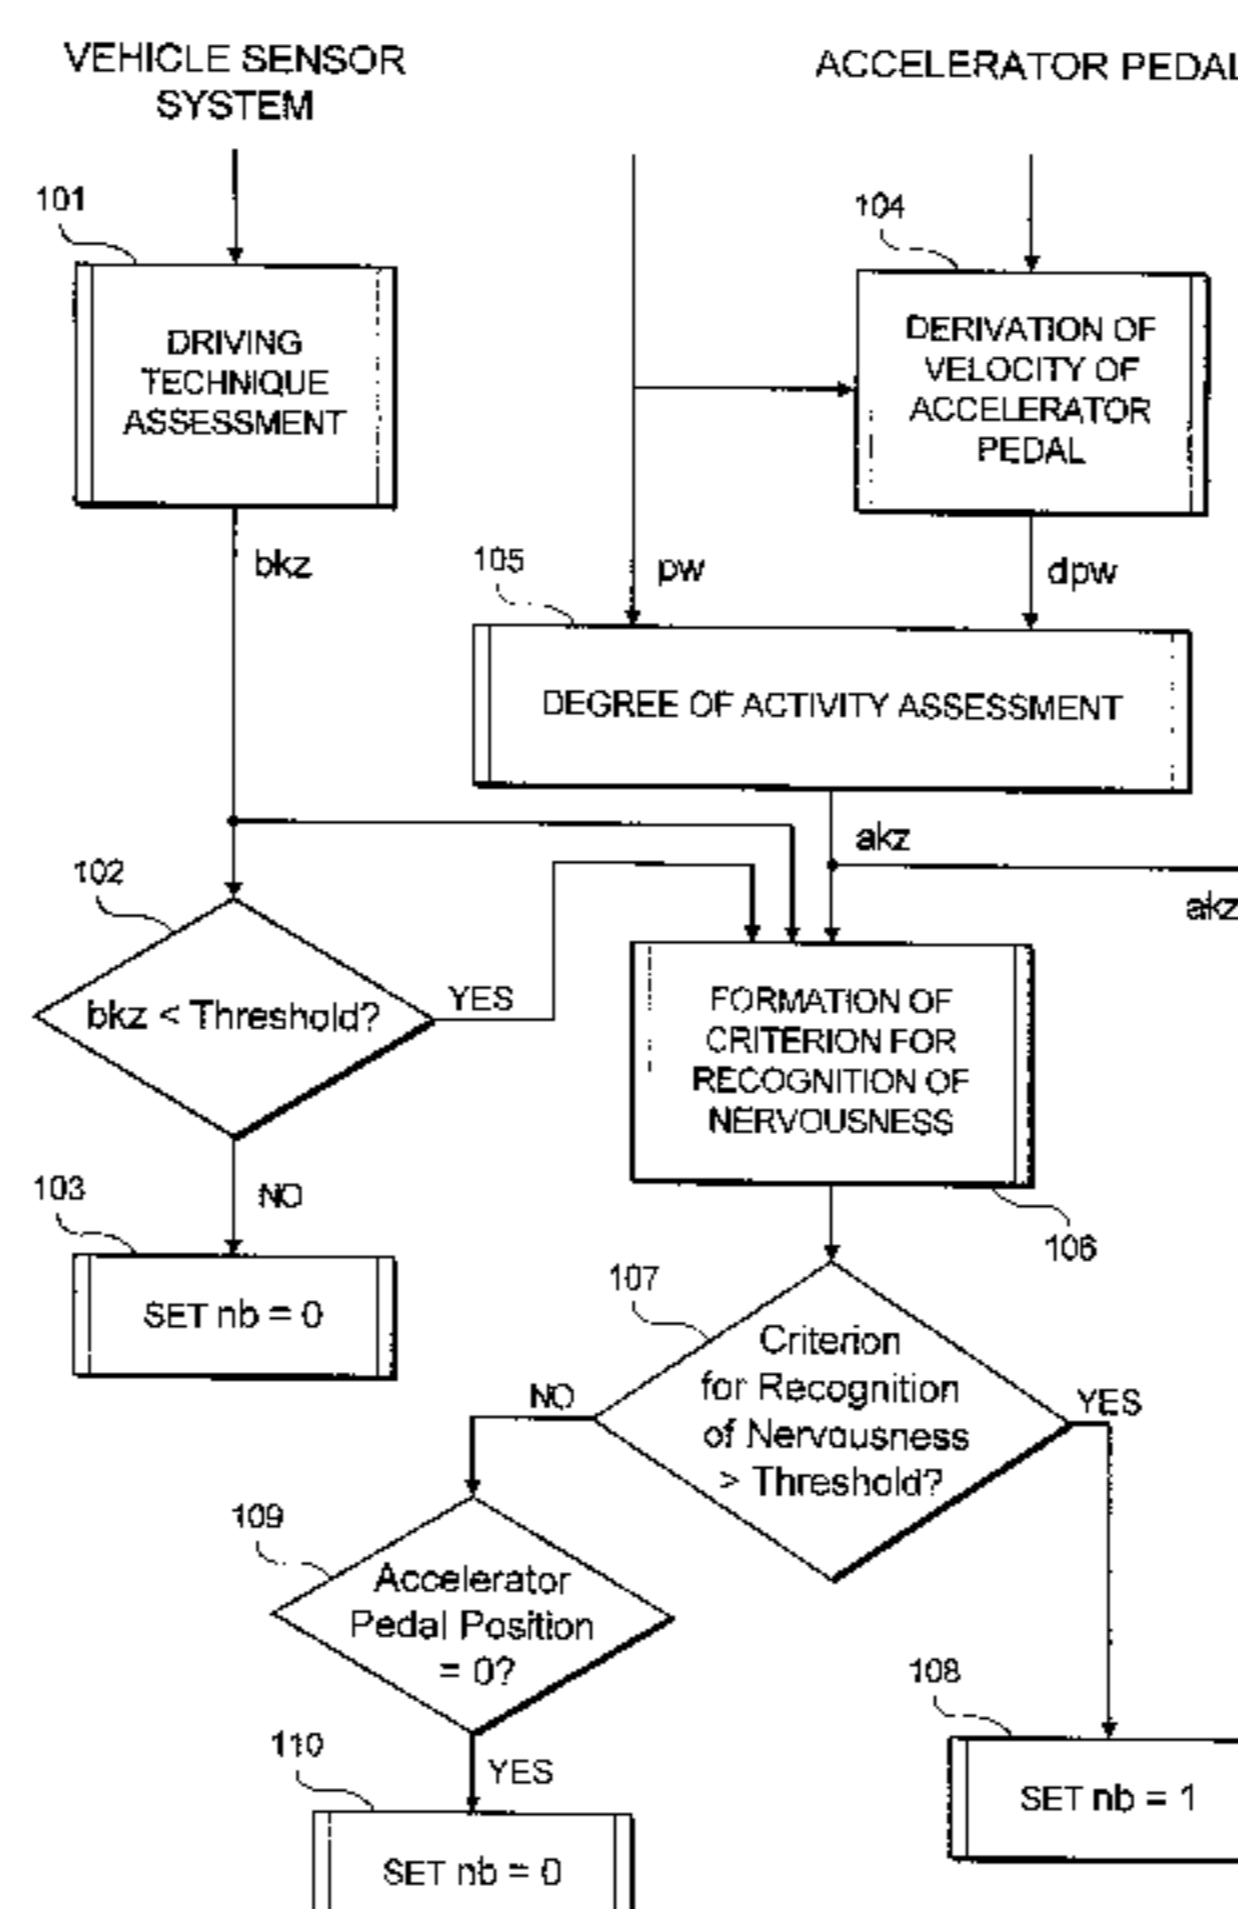 VEHICLE SENSOR
SYSTEM
ACCELERATOR PEDAL
101
104
DRIVING
TECHNIQUE
ASSESSMENT
DERIVATION OF
VELOCITY OF
ACCELERATOR
PEDAL
bkz
105
pw
dpw
DEGREE OF ACTIVITY ASSESSMENT
akz
akz
102
bkz < Threshold?
YES
FORMATION OF
CRITERION FOR
RECOGNITION OF
NERVOUSNESS
103
NO
106
SET nb = 0
107
Criterion
for Recognition
of Nervousness
> Threshold?
NO
YES
109
Accelerator
Pedal Position
= 0?
108
110
YES
SET nb = 1
SET nb = 0